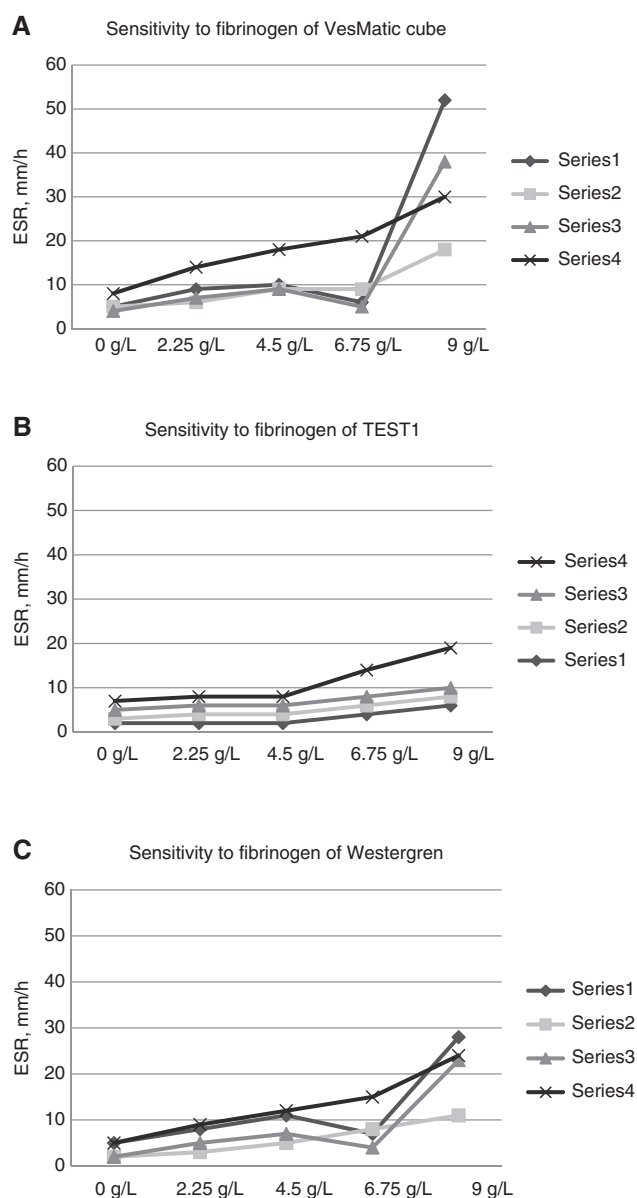 A
Sensitivity to fibrinogen of VesMatic cube
60
50
40
30
20
10
0
ESR, mm/h
0 g/L 2.25 g/L 4.5 g/L 6.75 g/L 9 g/L
Series1
Series2
Series3
Series4
B
Sensitivity to fibrinogen of TEST1
60
50
40
30
20
10
0
ESR, mm/h
0 g/L 2.25 g/L 4.5 g/L 6.75 g/L 9 g/L
Series4
Series3
Series2
Series1
C
Sensitivity to fibrinogen of Westergren
60
50
40
30
20
10
0
ESR, mm/h
0 g/L 2.25 g/L 4.5 g/L 6.75 g/L 9 g/L
Series1
Series2
Series3
Series4